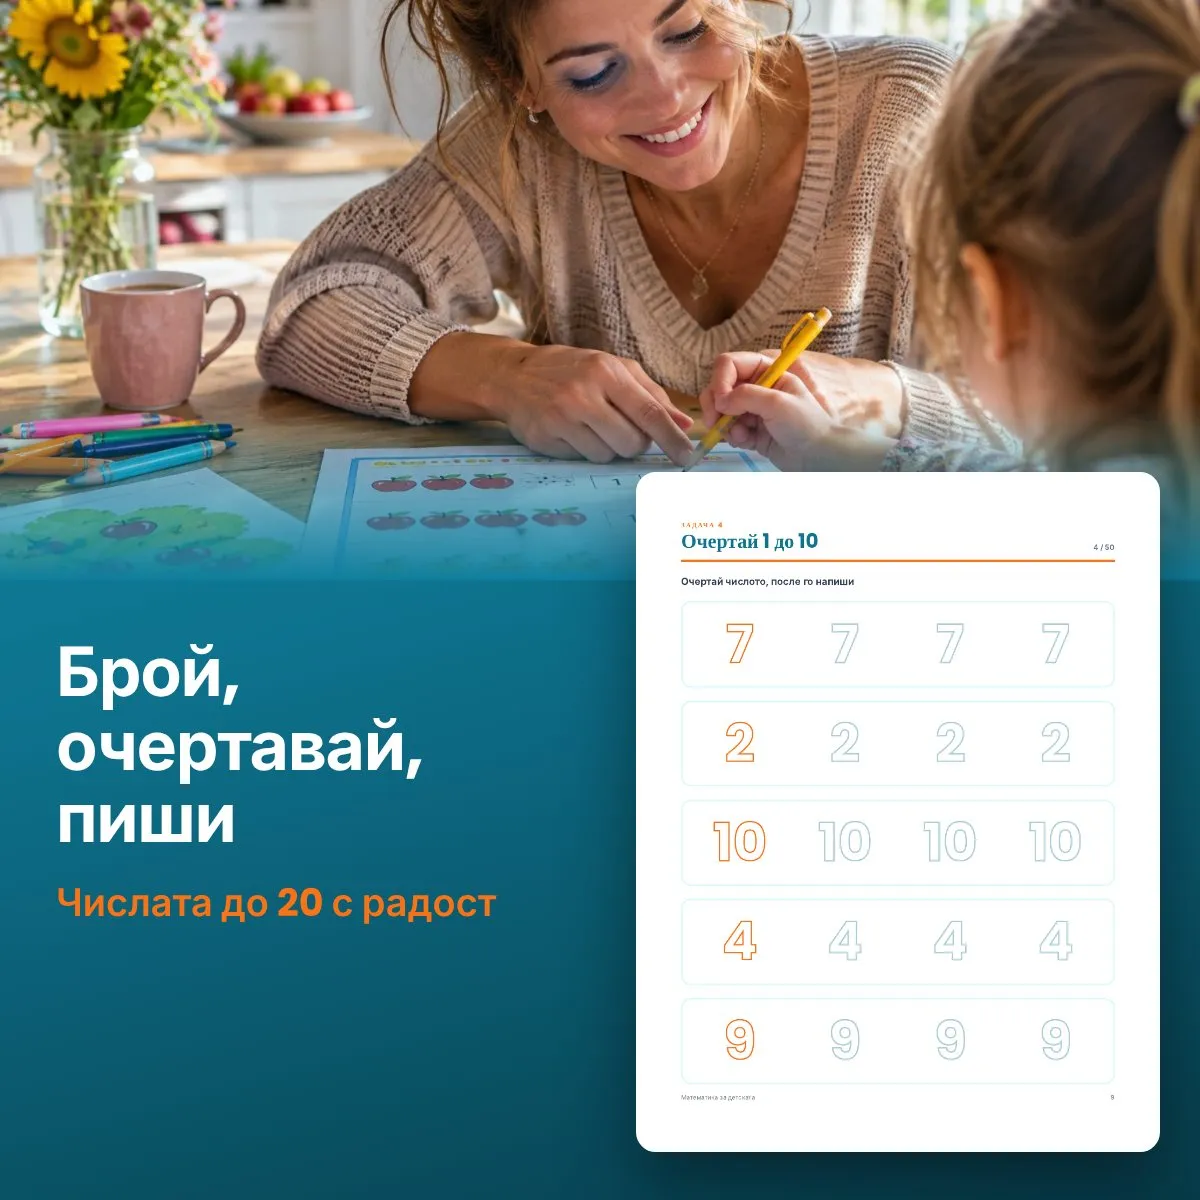 Брой,
очертавай,
пиши
Числата до 20 с радост
ЗАДАЧА 4
Очертай 1 до 10
4 / 50
Очертай числото, после го напиши
7 7 7 7
2 2 2 2
10 10 10 10
4 4 4 4
9 9 9 9
Математика за детската
9